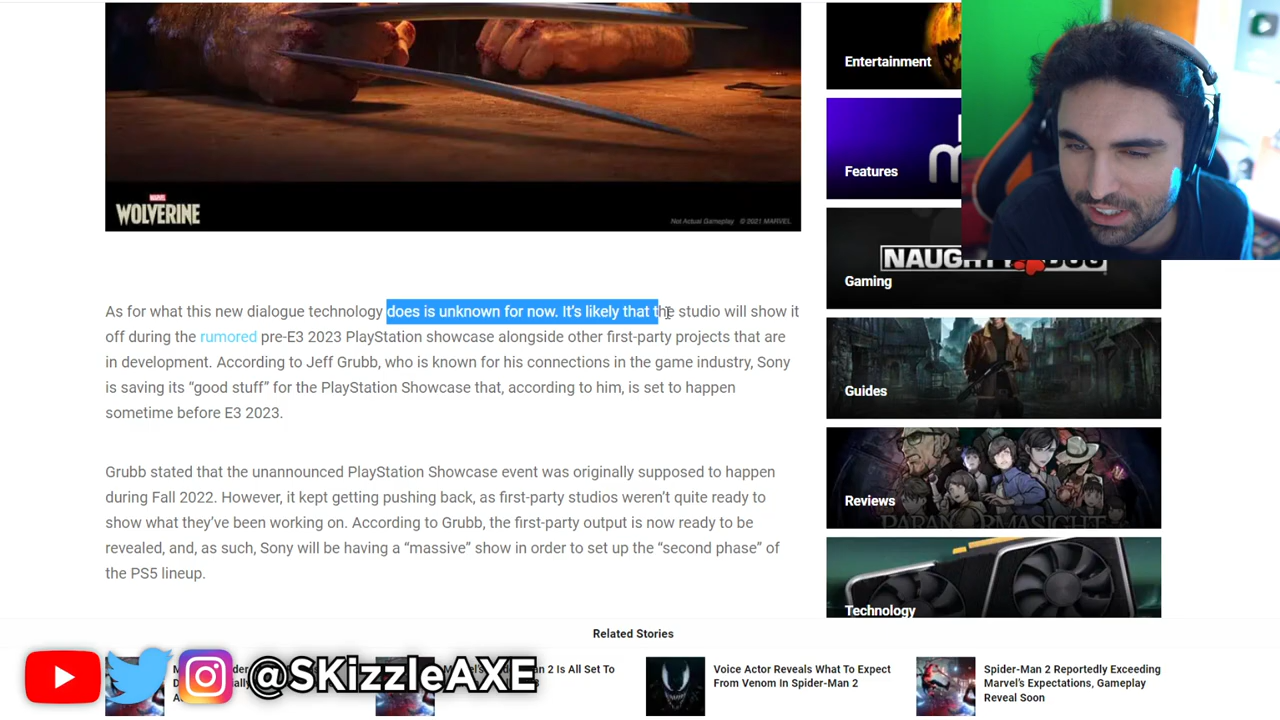 MARVEL
WOLVERINE
Not Actual Gameplay © 2021 MARVEL
As for what this new dialogue technology does is unknown for now. It's likely that the studio will show it
off during the rumored pre-E3 2023 PlayStation showcase alongside other first-party projects that are
in development. According to Jeff Grubb, who is known for his connections in the game industry, Sony
is saving its “good stuff” for the PlayStation Showcase that, according to him, is set to happen
sometime before E3 2023.
Grubb stated that the unannounced PlayStation Showcase event was originally supposed to happen
during Fall 2022. However, it kept getting pushing back, as first-party studios weren't quite ready to
show what they've been working on. According to Grubb, the first-party output is now ready to be
revealed, and, as such, Sony will be having a “massive” show in order to set up the “second phase” of
the PS5 lineup.
Entertainment
Features
NAUGHTY DOG
Gaming
Guides
Reviews
PARANORMASIGHT
Technology
Related Stories
@SKizzleAXE
2 Is All Set To
Voice Actor Reveals What To Expect
From Venom In Spider-Man 2
Spider-Man 2 Reportedly Exceeding
Marvel's Expectations, Gameplay
Reveal Soon